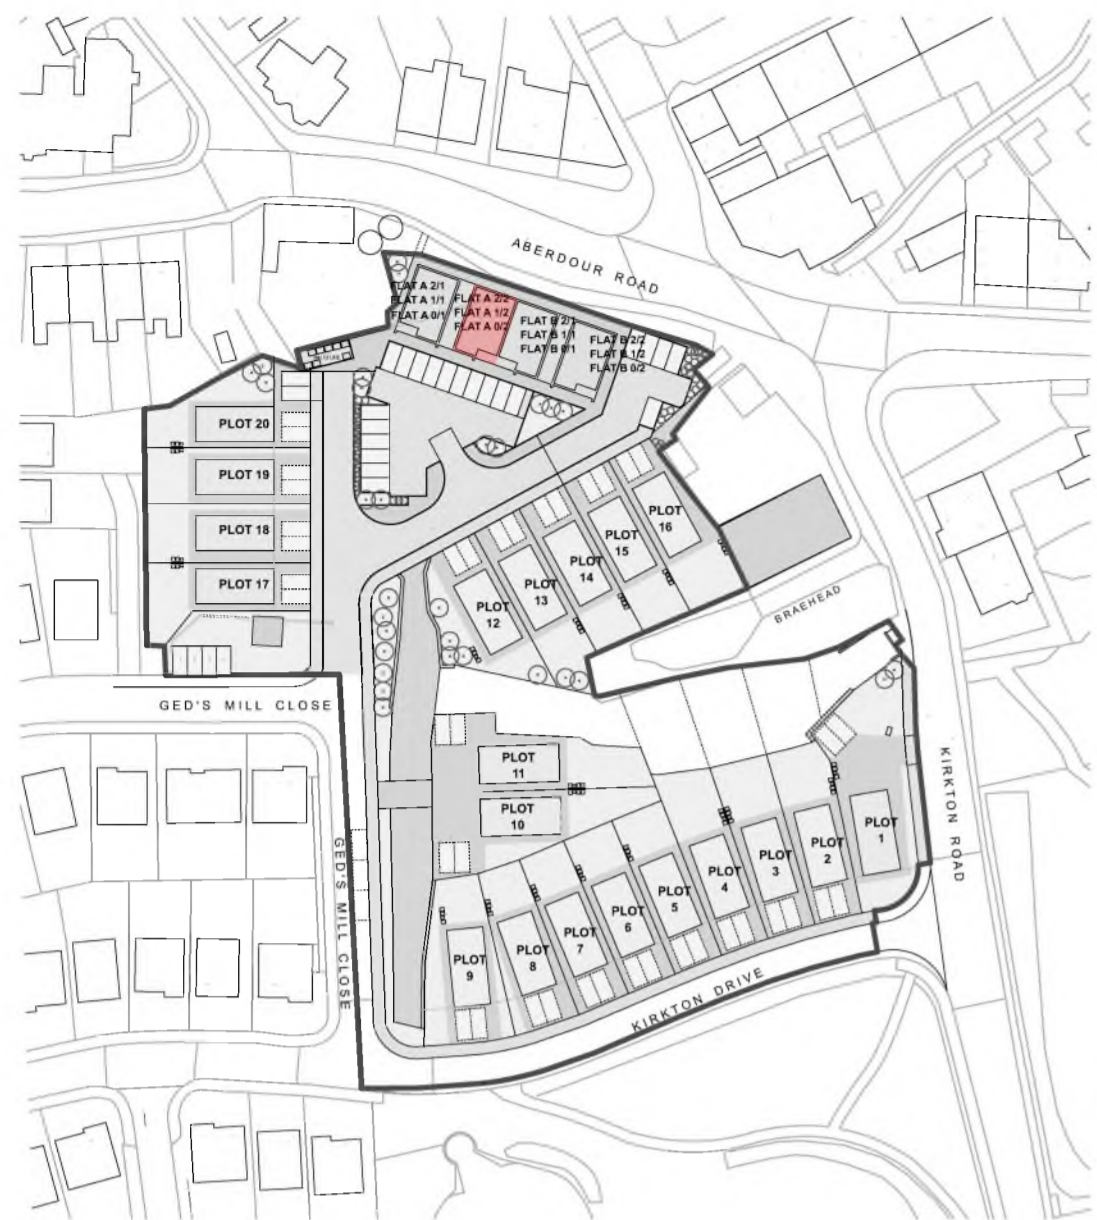 ABERDOUR ROAD
FLAT A 2/1
FLAT A 1/1
FLAT A 0/1
FLAT A 2/2
FLAT A 1/2
FLAT A 0/2
FLAT B 2/1
FLAT B 1/1
FLAT B 0/1
FLAT B 2/2
FLAT B 1/2
FLAT B 0/2
PLOT 20
PLOT 19
PLOT 18
PLOT 17
PLOT
16
PLOT
15
PLOT
14
PLOT
13
PLOT
12
BRAEHEAD
GED'S MILL CLOSE
PLOT
11
PLOT
10
KIRKTON ROAD
PLOT
1
PLOT
2
PLOT
3
PLOT
4
PLOT
5
PLOT
6
PLOT
7
PLOT
8
PLOT
9
GED'S MILL CLOSE
KIRKTON DRIVE